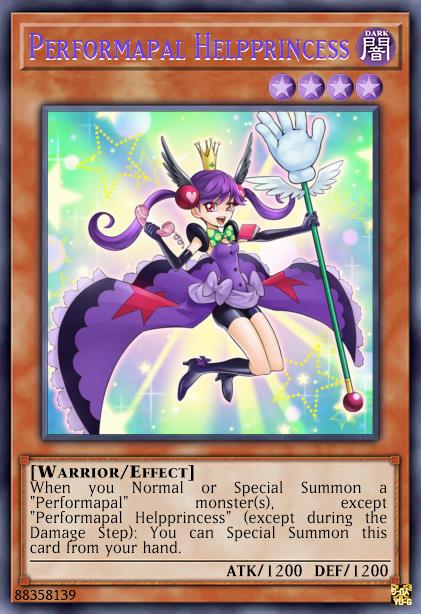 Performapal Helpprincess
DARK
闇
[Warrior/Effect]
When you Normal or Special Summon a
"Performapal" monster(s), except
"Performapal Helpprincess" (except during the
Damage Step): You can Special Summon this
card from your hand.
ATK/1200 DEF/1200
88358139